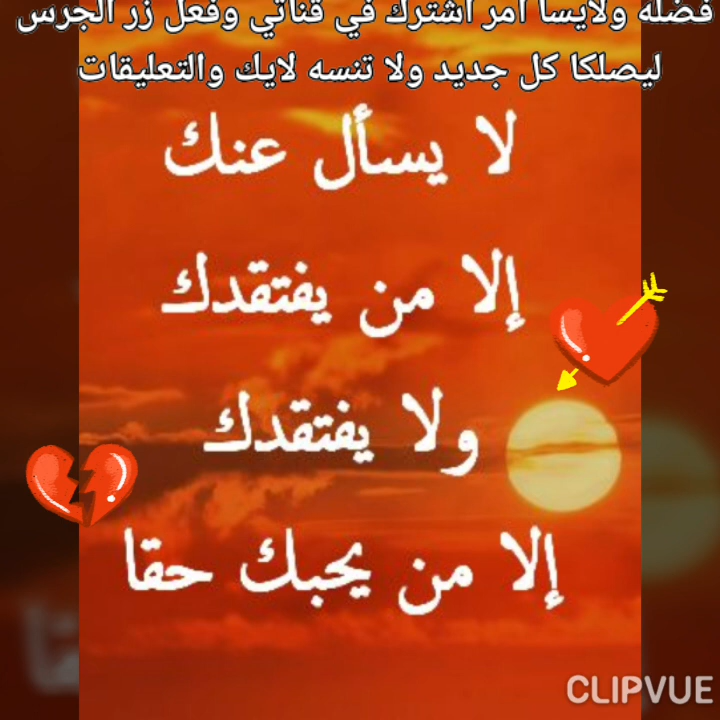 فضله ولايسا امر اشترك في قناتي وفعل زر الجرس
ليصلكا كل جديد ولا تنسه لايك والتعليقات
لا يسأل عنك
إلا من يفتقدك
ولا يفتقدك
إلا من يحبك حقا
CLIPVUE